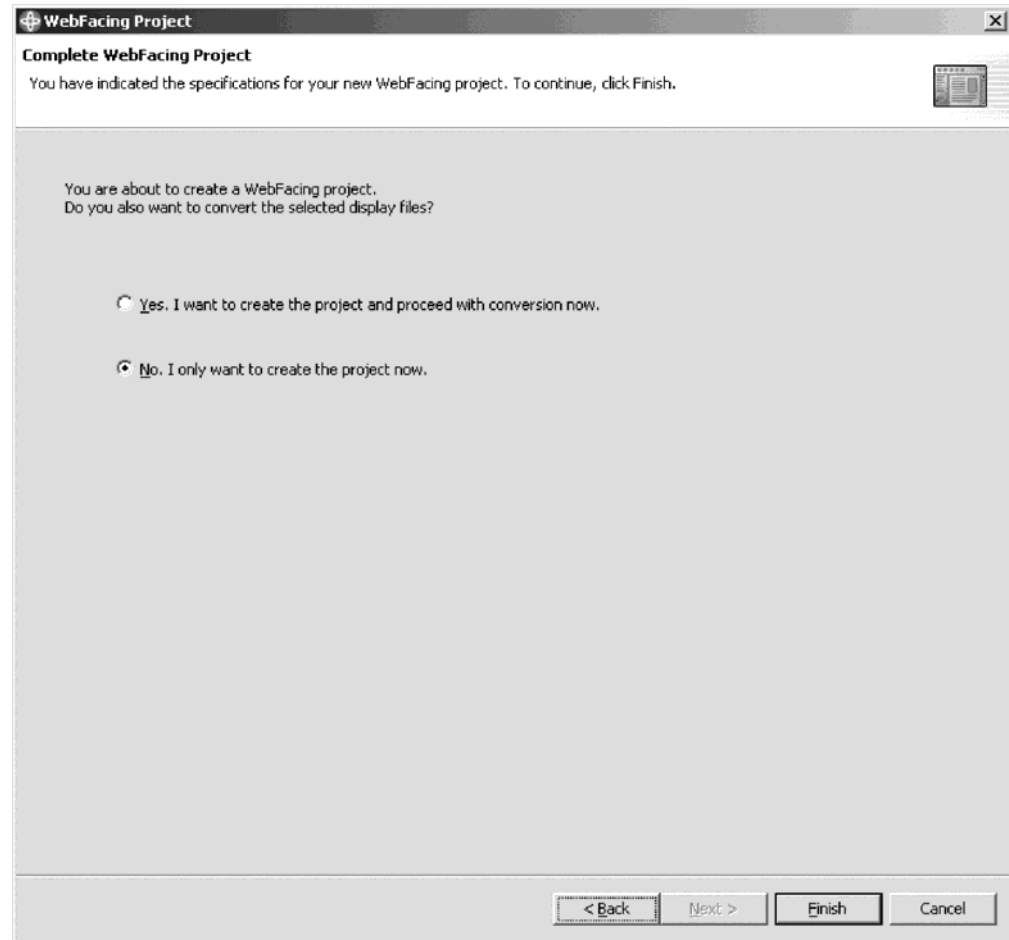 WebFacing Project
Complete WebFacing Project
You have indicated the specifications for your new WebFacing project. To continue, click Finish.
You are about to create a WebFacing project.
Do you also want to convert the selected display files?
Yes. I want to create the project and proceed with conversion now.
No. I only want to create the project now.
< Back Next > Finish Cancel